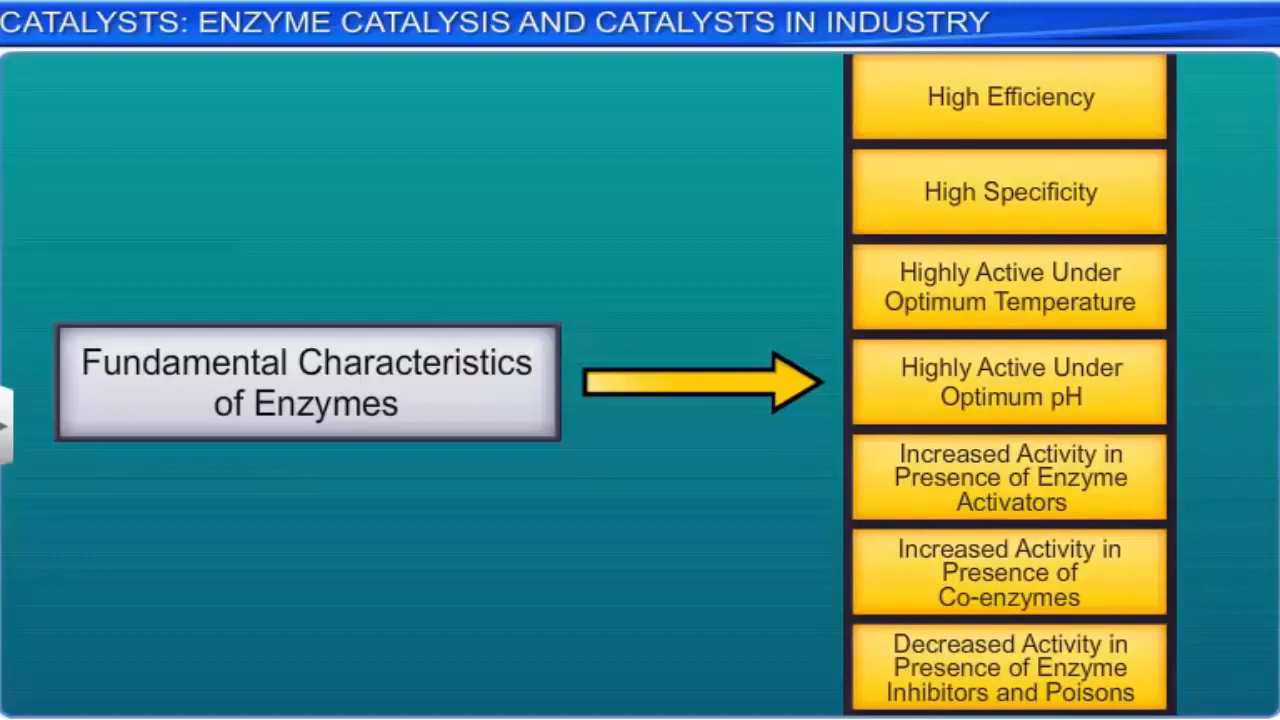 CATALYSTS: ENZYME CATALYSIS AND CATALYSTS IN INDUSTRY
Fundamental Characteristics
of Enzymes
High Efficiency
High Specificity
Highly Active Under
Optimum Temperature
Highly Active Under
Optimum pH
Increased Activity in
Presence of Enzyme
Activators
Increased Activity in
Presence of
Co-enzymes
Decreased Activity in
Presence of Enzyme
Inhibitors and Poisons